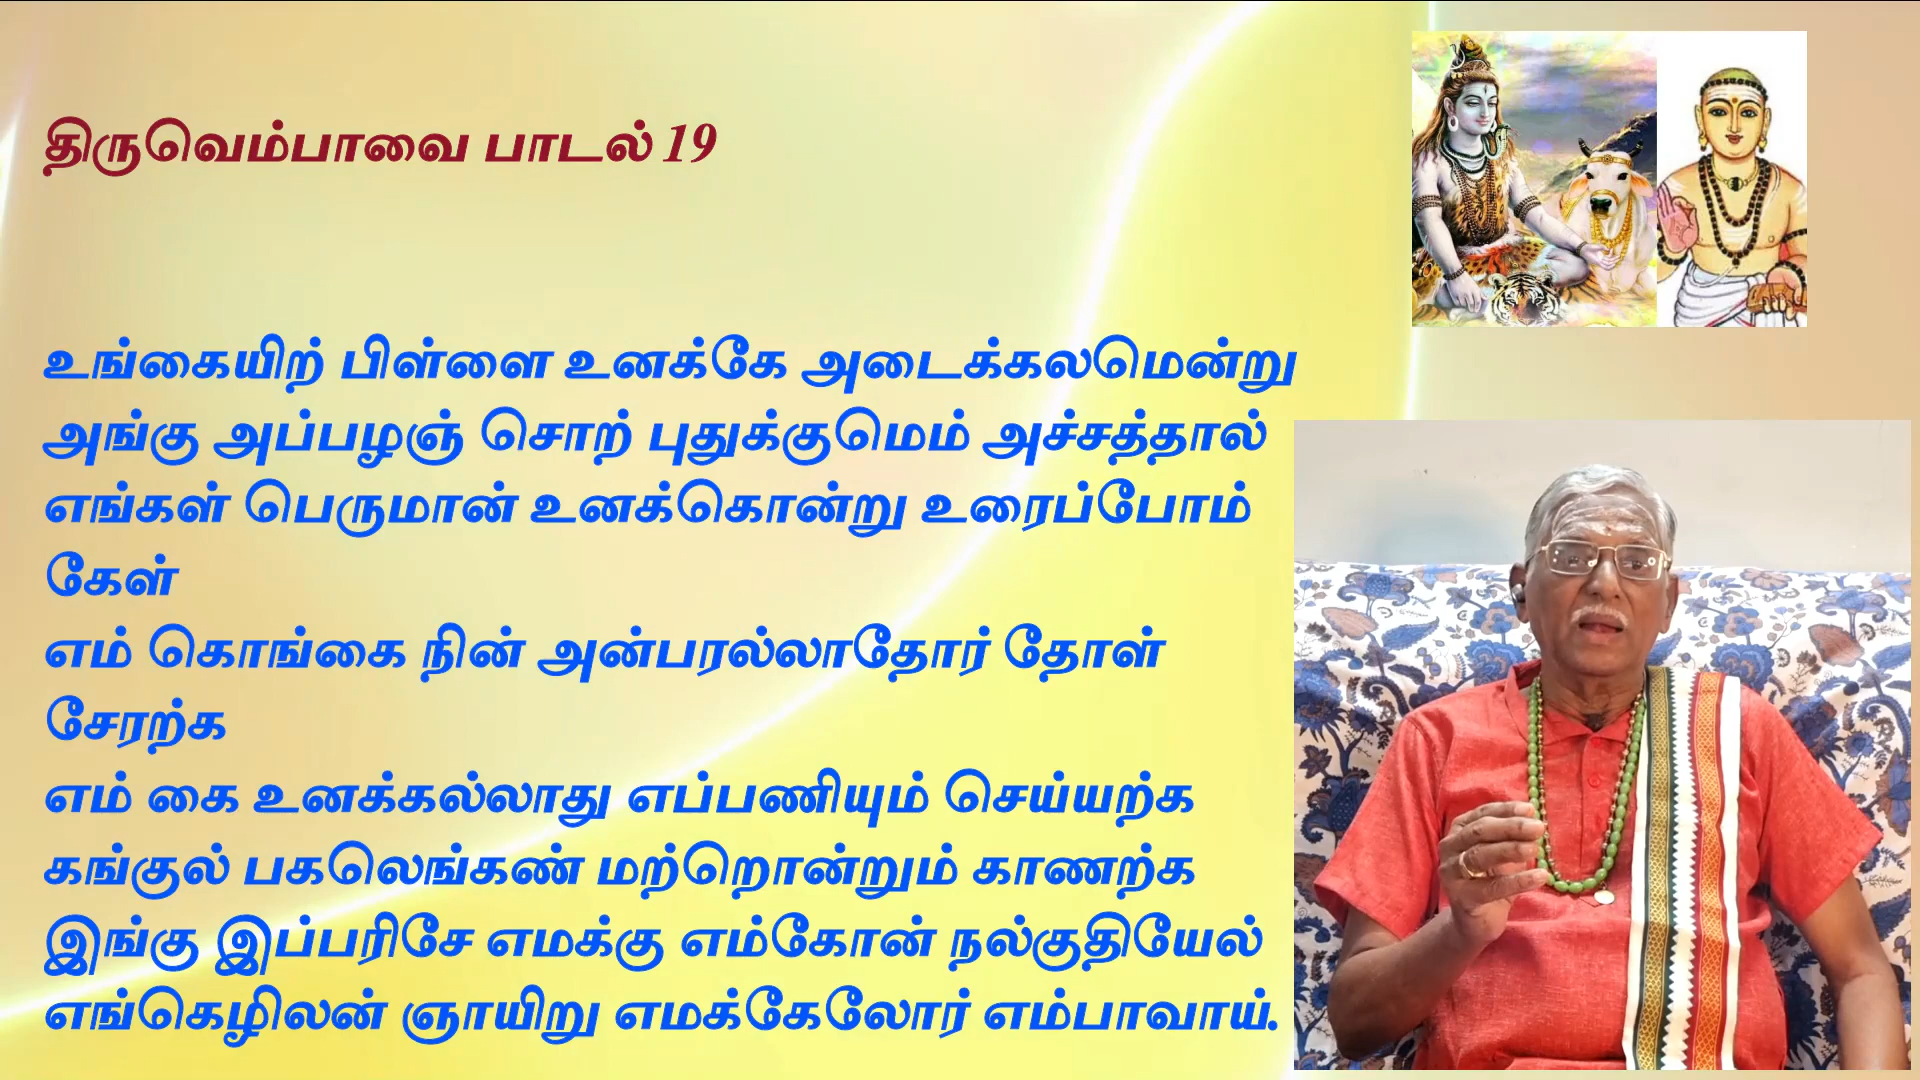 திருவெம்பாவை பாடல் 19
உங்கையிற் பிள்ளை உனக்கே அடைக்கலமென்று
அங்கு அப்பழஞ் சொற் புதுக்குமெம் அச்சத்தால்
எங்கள் பெருமான் உனக்கொன்று உரைப்போம்
கேள்
எம் கொங்கை நின் அன்பரல்லாதோர் தோள்
சேரற்க
எம் கை உனக்கல்லாது எப்பணியும் செய்யற்க
கங்குல் பகலெங்கண் மற்றொன்றும் காணற்க
இங்கு இப்பரிசே எமக்கு எம்கோன் நல்குதியேல்
எங்கெழிலன் ஞாயிறு எமக்கேலோர் எம்பாவாய்.